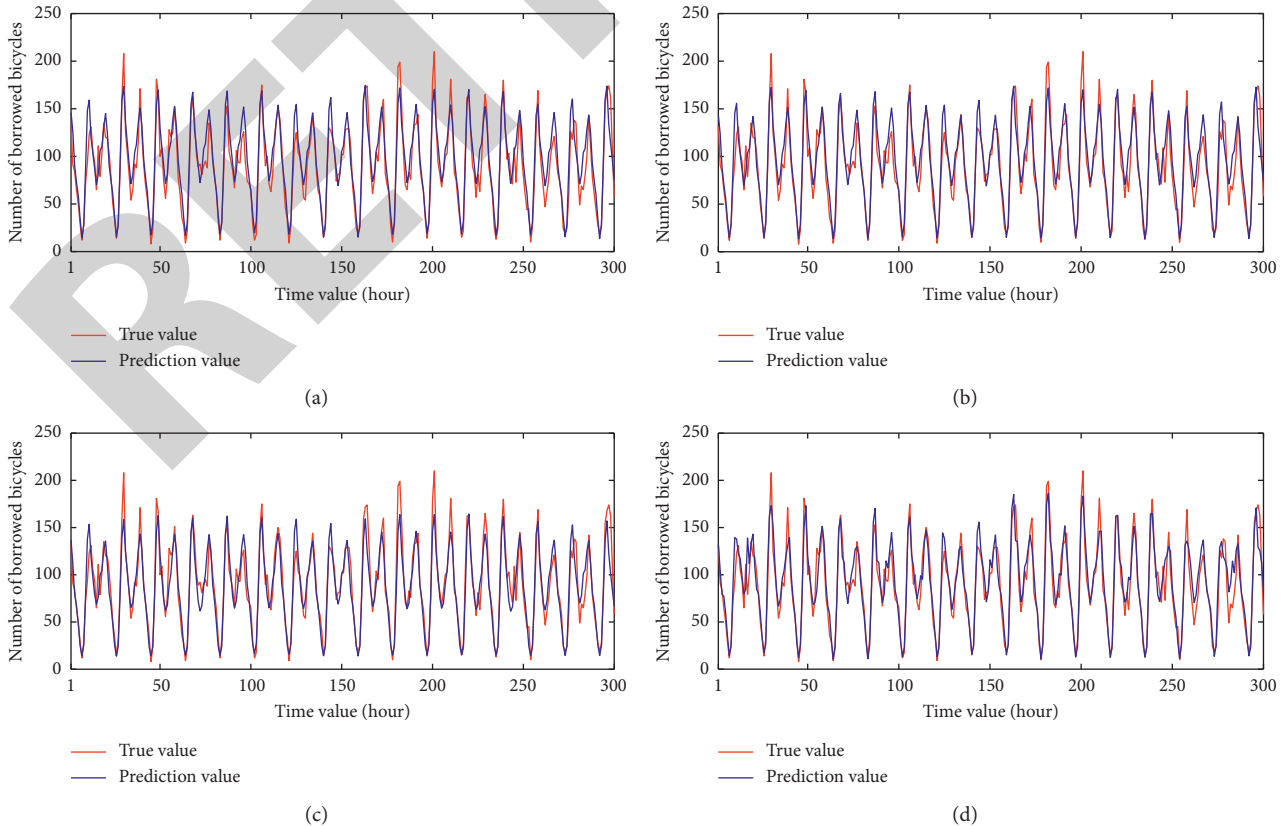 250
200
150
100
50
0
Number of borrowed bicycles
1 50 100 150 200 250 300
Time value (hour)
True value
Prediction value
(a)
250
200
150
100
50
0
Number of borrowed bicycles
1 50 100 150 200 250 300
Time value (hour)
True value
Prediction value
(b)
250
200
150
100
50
0
Number of borrowed bicycles
1 50 100 150 200 250 300
Time value (hour)
True value
Prediction value
(c)
250
200
150
100
50
0
Number of borrowed bicycles
1 50 100 150 200 250 300
Time value (hour)
True value
Prediction value
(d)